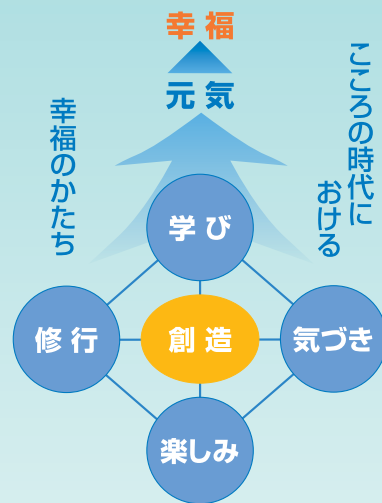 幸福
元気
こころの時代に
おける
幸福のかたち
学び
修行
創造
気づき
楽しみ